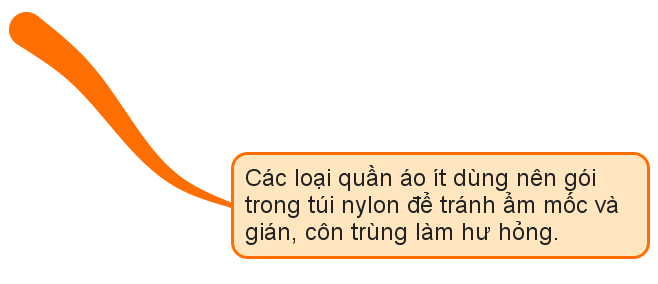 Các loại quần áo ít dùng nên gói
trong túi nylon để tránh ẩm mốc và
gián, côn trùng làm hư hỏng.